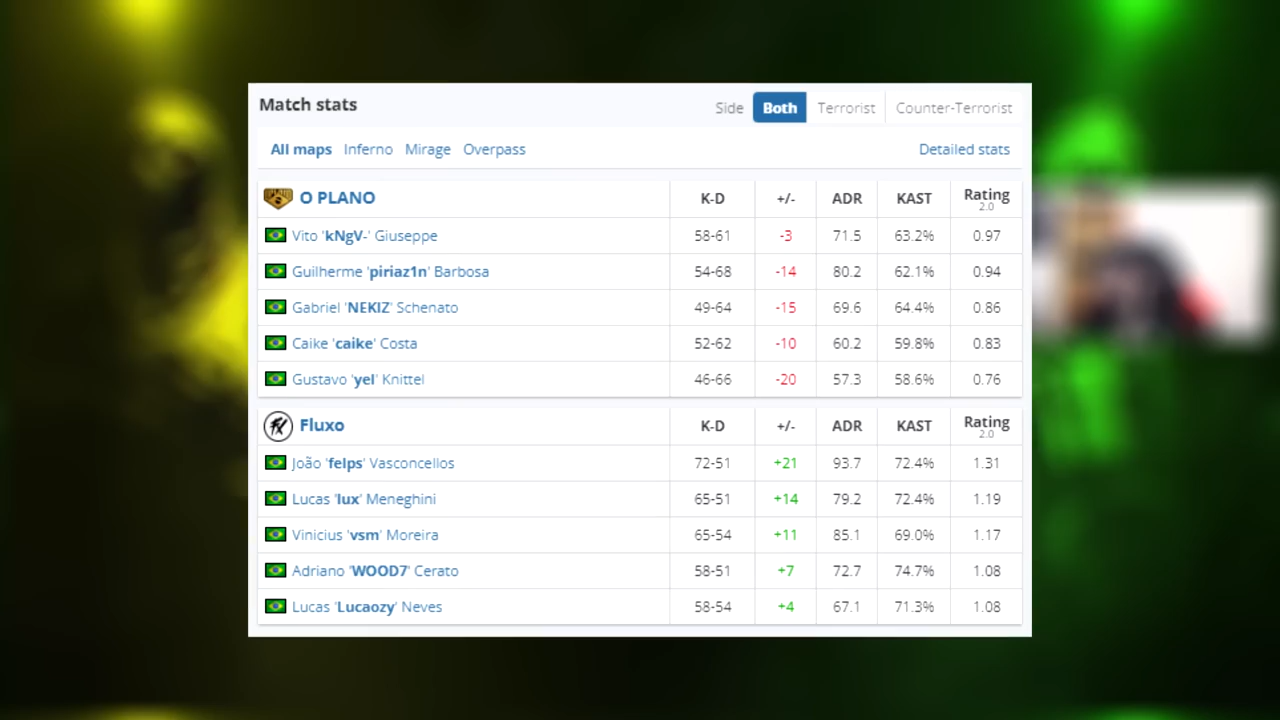 Match stats
Side Both Terrorist Counter-Terrorist
All maps Inferno Mirage Overpass Detailed stats
O PLANO K-D +/- ADR KAST Rating 2.0
Vito 'kNgV-' Giuseppe 58-61 -3 71.5 63.2% 0.97
Guilherme 'piriaz1n' Barbosa 54-68 -14 80.2 62.1% 0.94
Gabriel 'NEKIZ' Schenato 49-64 -15 69.6 64.4% 0.86
Caike 'caike' Costa 52-62 -10 60.2 59.8% 0.83
Gustavo 'yel' Knittel 46-66 -20 57.3 58.6% 0.76
Fluxo K-D +/- ADR KAST Rating 2.0
João 'felps' Vasconcellos 72-51 +21 93.7 72.4% 1.31
Lucas 'lux' Meneghini 65-51 +14 79.2 72.4% 1.19
Vinicius 'vsm' Moreira 65-54 +11 85.1 69.0% 1.17
Adriano 'WOOD7' Cerato 58-51 +7 72.7 74.7% 1.08
Lucas 'Lucaozy' Neves 58-54 +4 67.1 71.3% 1.08